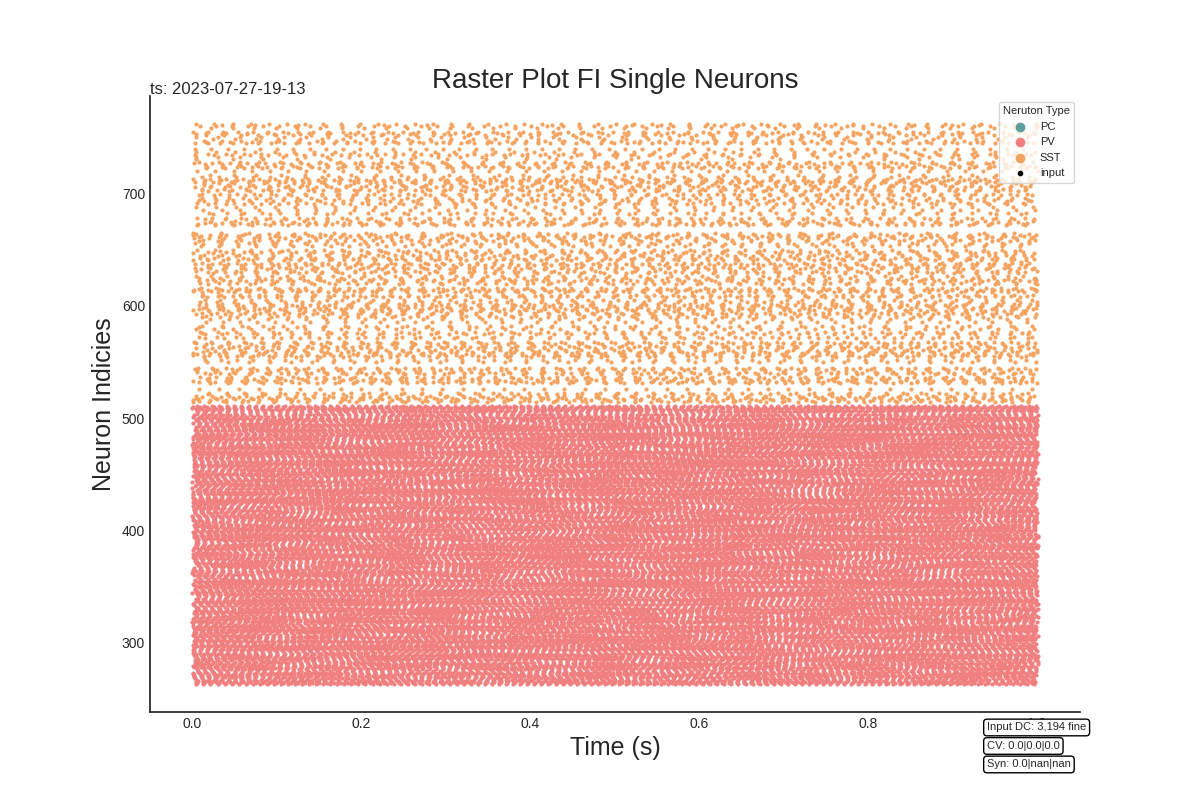 Raster Plot FI Single Neurons
ts: 2023-07-27-19-13
Neruton Type
PC
PV
SST
input
Neuron Indicies
700
600
500
400
300
0.0 0.2 0.4 0.6 0.8
Time (s)
Input DC: 3,194 fine
CV: 0.0|0.0|0.0
Syn: 0.0|nan|nan